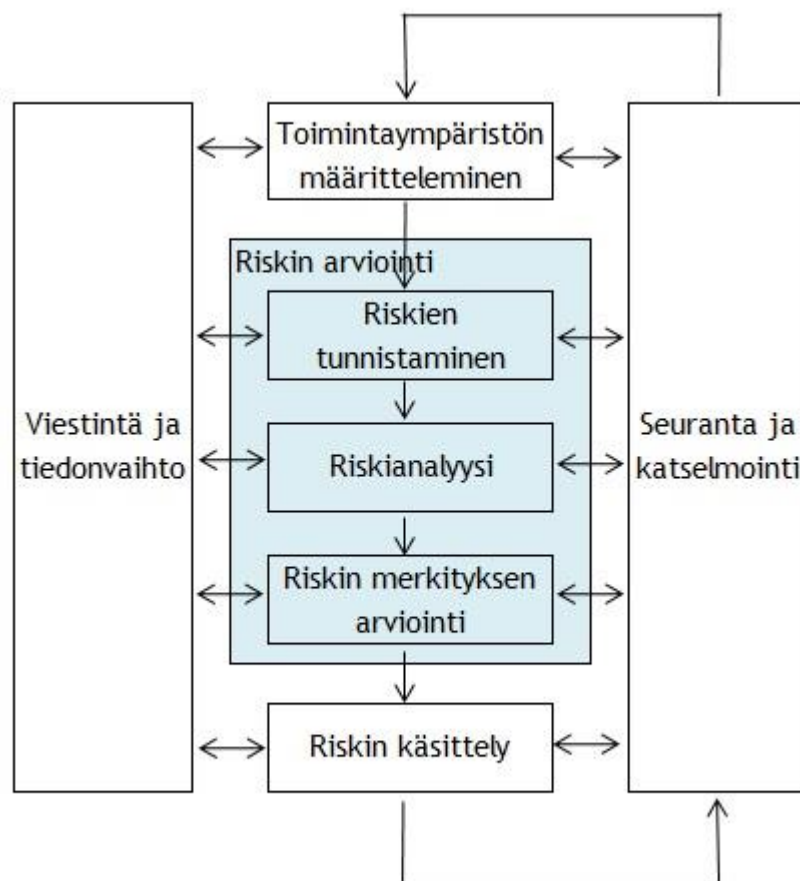 Toimintaympäristön
määritteleminen
Riskin arviointi
Riskien
tunnistaminen
Viestintä ja
tiedonvaihto
Riskianalyysi
Seuranta ja
katselmointi
Riskin merkityksen
arviointi
Riskin käsittely